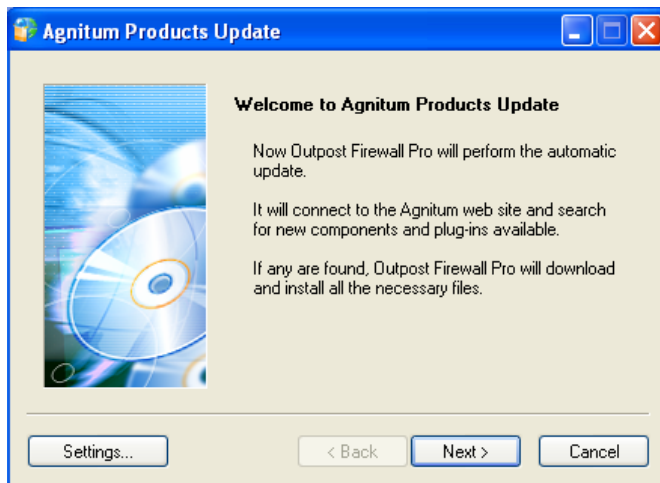 Agnitum Products Update
Welcome to Agnitum Products Update
Now Outpost Firewall Pro will perform the automatic
update.
It will connect to the Agnitum web site and search
for new components and plug-ins available.
If any are found, Outpost Firewall Pro will download
and install all the necessary files.
Settings... < Back Next > Cancel